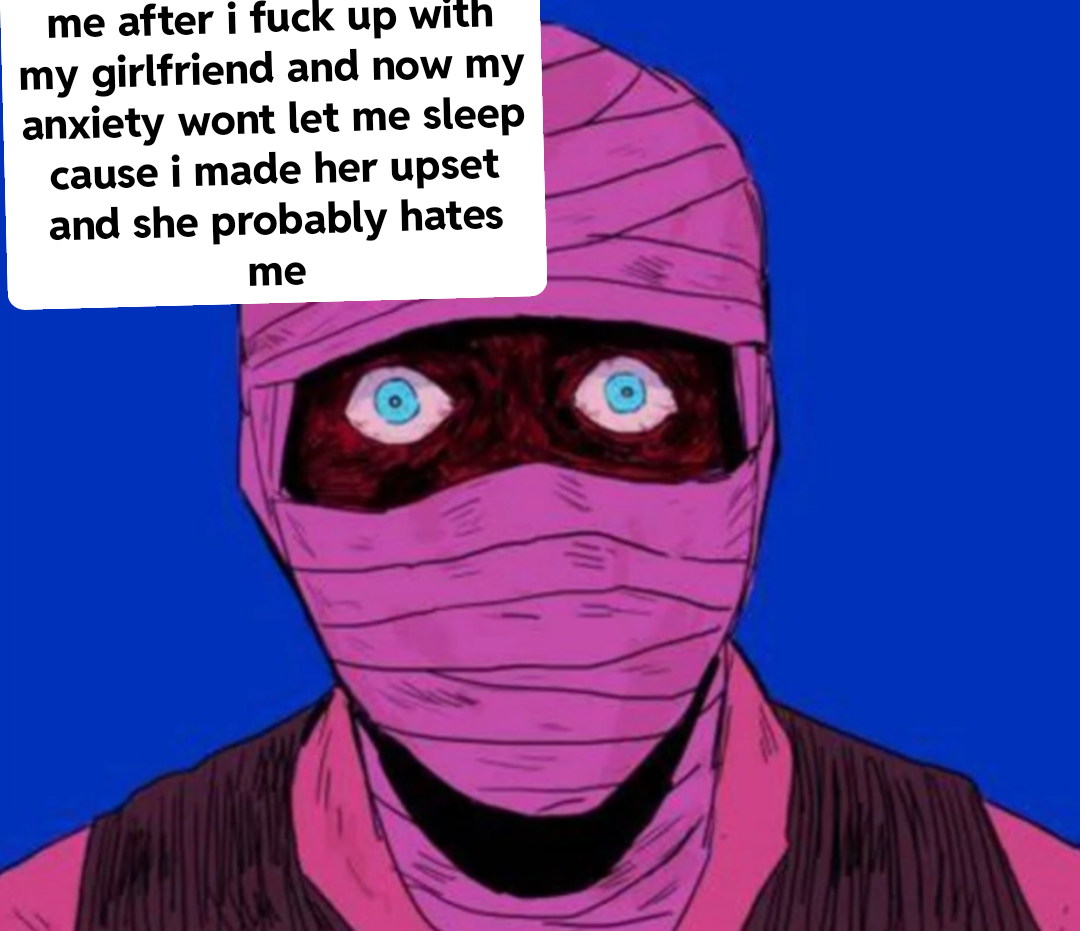 me after i fuck up with
my girlfriend and now my
anxiety wont let me sleep
cause i made her upset
and she probably hates
me